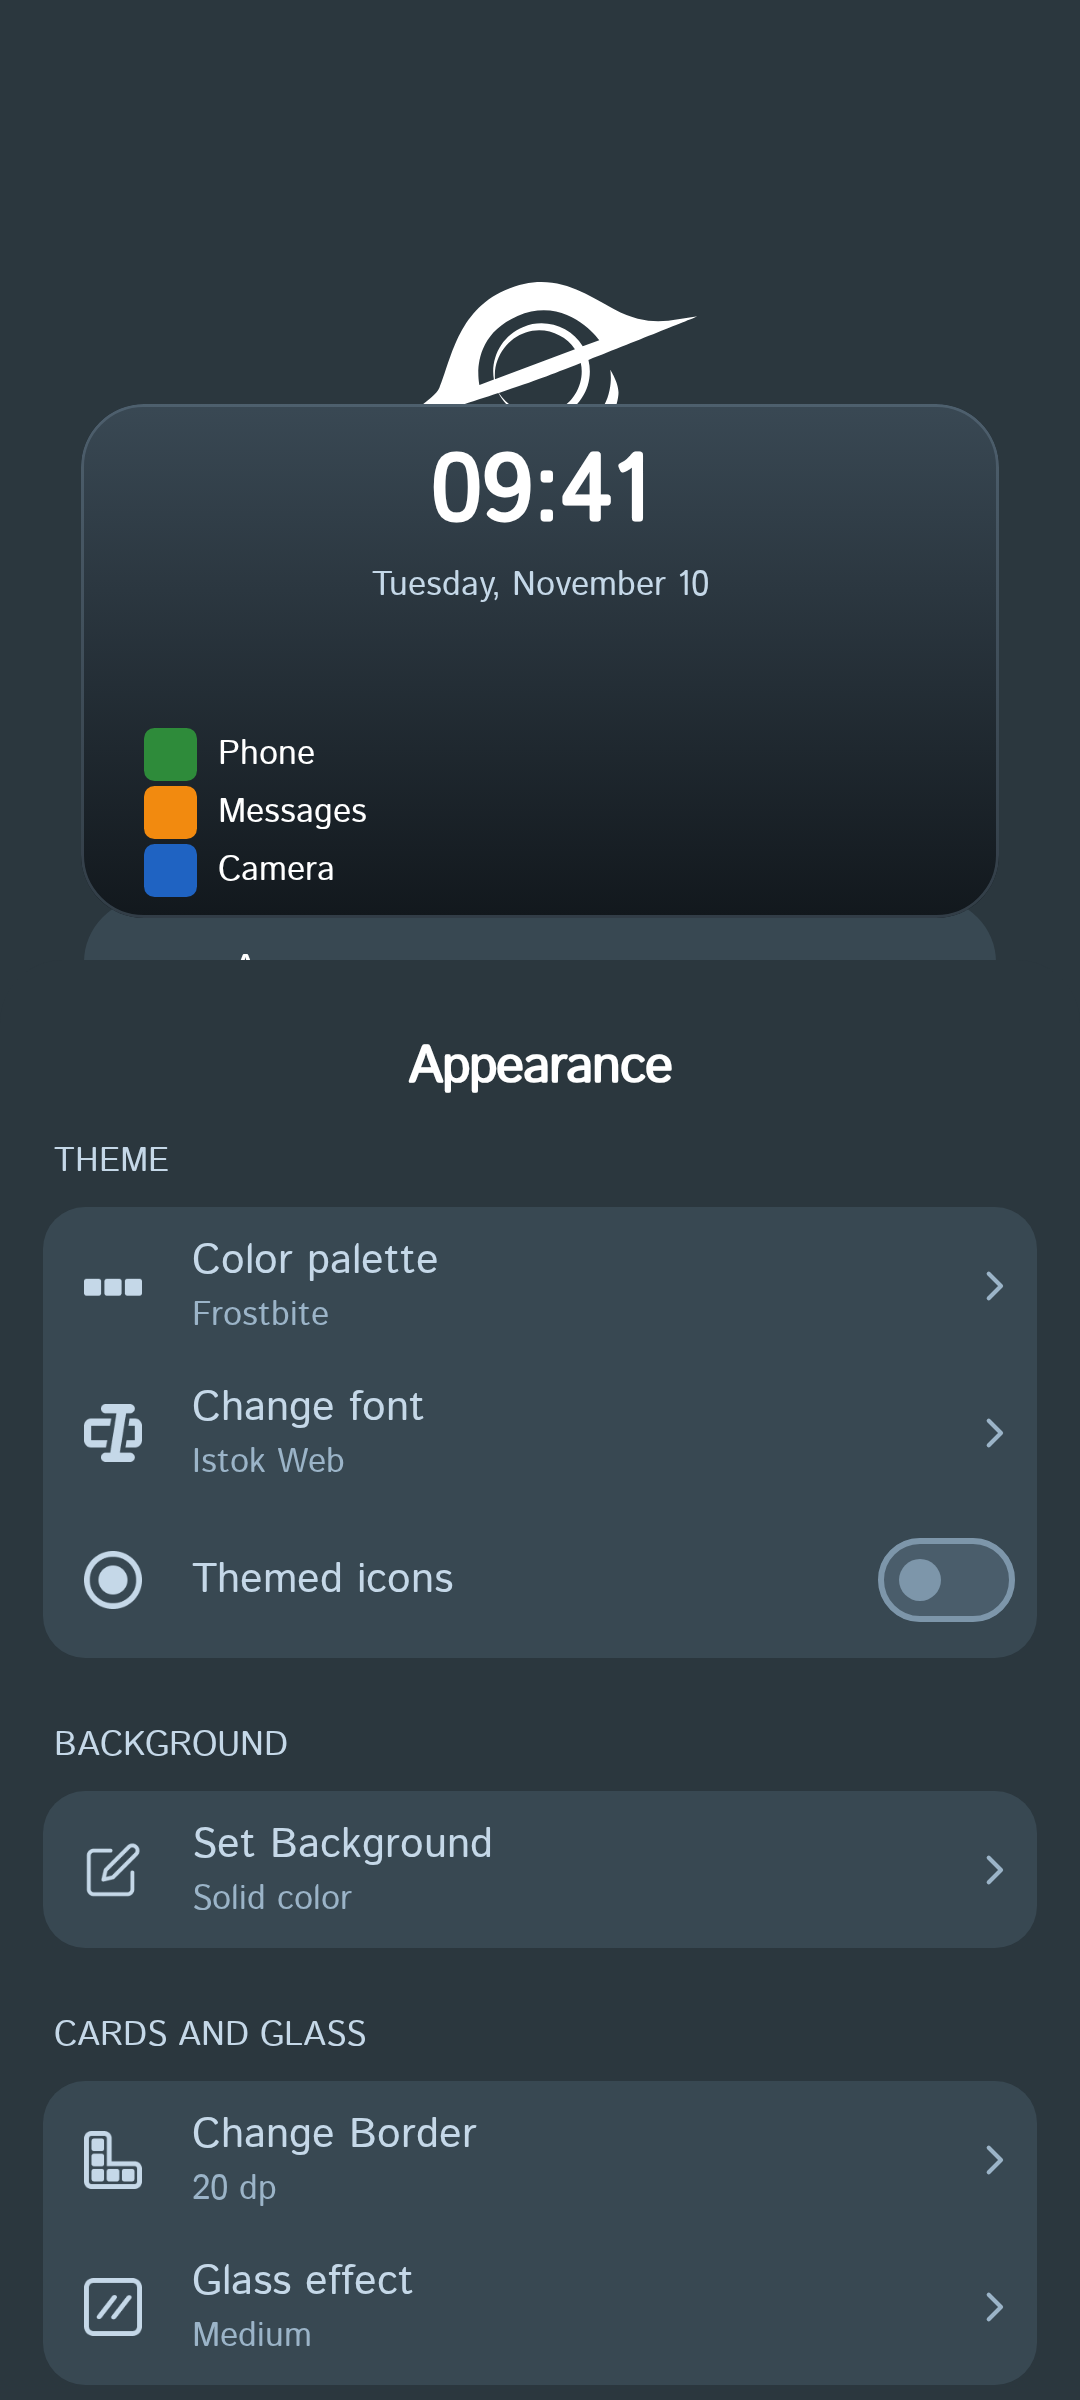 09:41
Tuesday, November 10
Phone
Messages
Camera
Appearance
THEME
Color palette
Frostbite
Change font
Istok Web
Themed icons
BACKGROUND
Set Background
Solid color
CARDS AND GLASS
Change Border
20 dp
Glass effect
Medium